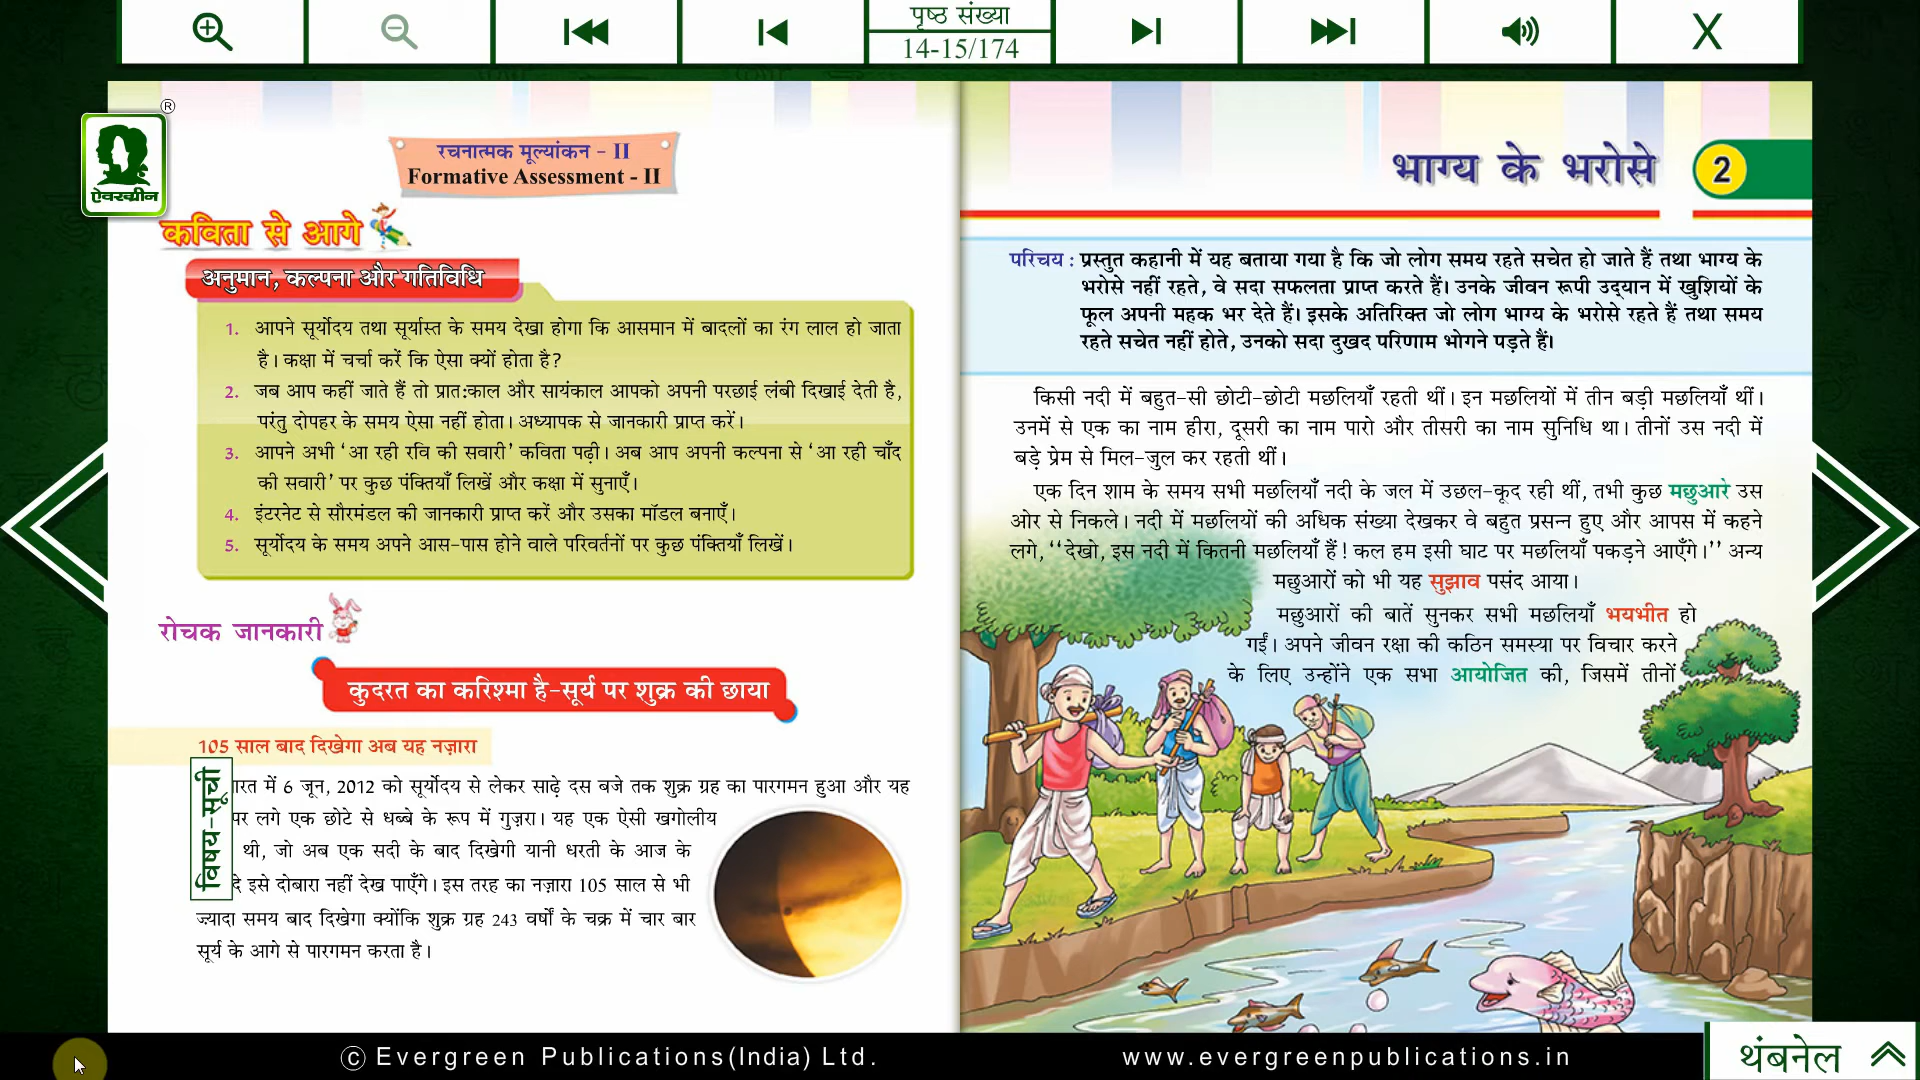 पृष्ठ संख्या
14-15/174
X
®
ऐवरग्रीन
रचनात्मक मूल्यांकन - II
Formative Assessment - II
कविता से आगे
अनुमान, कल्पना और गतिविधि
1. आपने सूर्योदय तथा सूर्यास्त के समय देखा होगा कि आसमान में बादलों का रंग लाल हो जाता
है। कक्षा में चर्चा करें कि ऐसा क्यों होता है?
2. जब आप कहीं जाते हैं तो प्रातःकाल और सायंकाल आपको अपनी परछाई लंबी दिखाई देती है,
परंतु दोपहर के समय ऐसा नहीं होता। अध्यापक से जानकारी प्राप्त करें।
3. आपने अभी ‘आ रही रवि की सवारी’ कविता पढ़ी। अब आप अपनी कल्पना से ‘आ रही चाँद
की सवारी’ पर कुछ पंक्तियाँ लिखें और कक्षा में सुनाएँ।
4. इंटरनेट से सौरमंडल की जानकारी प्राप्त करें और उसका मॉडल बनाएँ।
5. सूर्योदय के समय अपने आस-पास होने वाले परिवर्तनों पर कुछ पंक्तियाँ लिखें।
रोचक जानकारी
कुदरत का करिश्मा है-सूर्य पर शुक्र की छाया
105 साल बाद दिखेगा अब यह नज़ारा
रत में 6 जून, 2012 को सूर्योदय से लेकर साढ़े दस बजे तक शुक्र ग्रह का पारगमन हुआ और यह
पर लगे एक छोटे से धब्बे के रूप में गुज़रा। यह एक ऐसी खगोलीय
थी, जो अब एक सदी के बाद दिखेगी यानी धरती के आज के
दे इसे दोबारा नहीं देख पाएँगे। इस तरह का नज़ारा 105 साल से भी
ज्यादा समय बाद दिखेगा क्योंकि शुक्र ग्रह 243 वर्षों के चक्र में चार बार
सूर्य के आगे से पारगमन करता है।
विषय-सूची
भाग्य के भरोसे
2
परिचय : प्रस्तुत कहानी में यह बताया गया है कि जो लोग समय रहते सचेत हो जाते हैं तथा भाग्य के
भरोसे नहीं रहते, वे सदा सफलता प्राप्त करते हैं। उनके जीवन रूपी उद्यान में खुशियों के
फूल अपनी महक भर देते हैं। इसके अतिरिक्त जो लोग भाग्य के भरोसे रहते हैं तथा समय
रहते सचेत नहीं होते, उनको सदा दुखद परिणाम भोगने पड़ते हैं।
किसी नदी में बहुत-सी छोटी-छोटी मछलियाँ रहती थीं। इन मछलियों में तीन बड़ी मछलियाँ थीं।
उनमें से एक का नाम हीरा, दूसरी का नाम पारो और तीसरी का नाम सुनिधि था। तीनों उस नदी में
बड़े प्रेम से मिल-जुल कर रहती थीं।
एक दिन शाम के समय सभी मछलियाँ नदी के जल में उछल-कूद रही थीं, तभी कुछ मछुआरे उस
ओर से निकले। नदी में मछलियों की अधिक संख्या देखकर वे बहुत प्रसन्न हुए और आपस में कहने
लगे, ‘‘देखो, इस नदी में कितनी मछलियाँ हैं! कल हम इसी घाट पर मछलियाँ पकड़ने आएँगे।’’ अन्य
मछुआरों को भी यह सुझाव पसंद आया।
मछुआरों की बातें सुनकर सभी मछलियाँ भयभीत हो
गईं। अपने जीवन रक्षा की कठिन समस्या पर विचार करने
के लिए उन्होंने एक सभा आयोजित की, जिसमें तीनों
© Evergreen Publications(India) Ltd.
www.evergreenpublications.in
थंबनेल